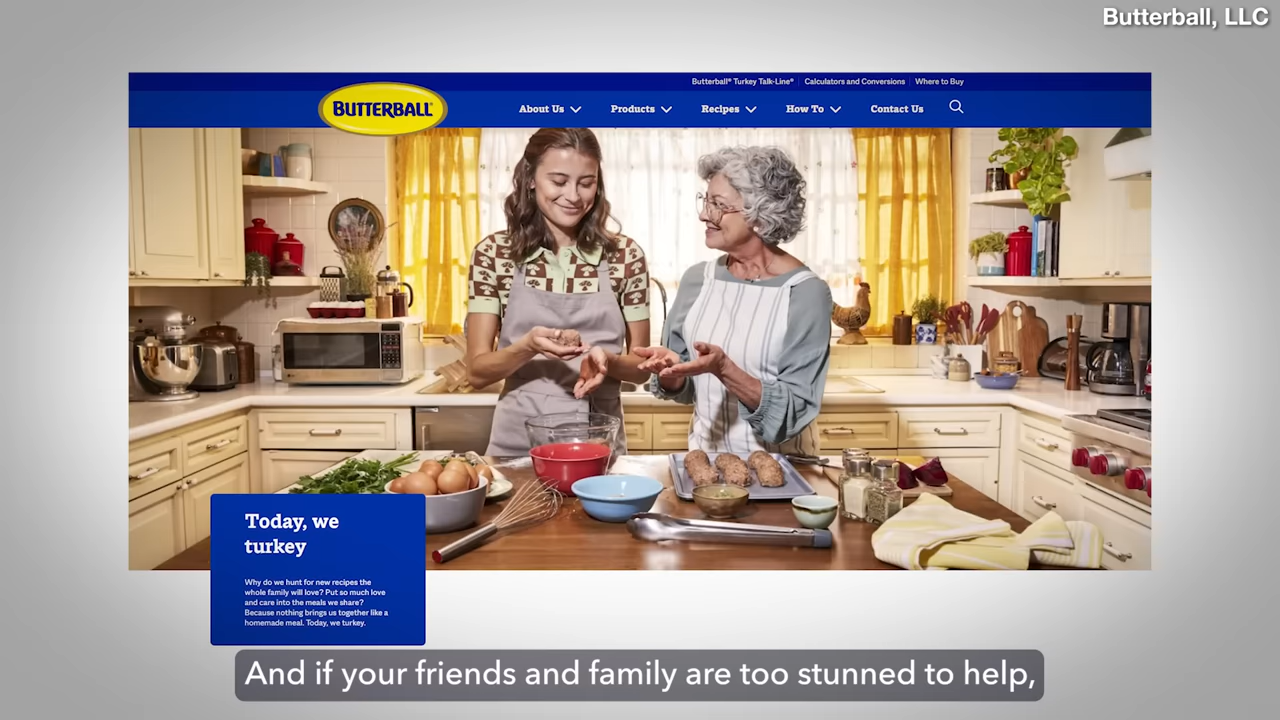 Butterball, LLC
Butterball® Turkey Talk-Line® Calculators and Conversions Where to Buy
BUTTERBALL®
About Us Products Recipes How To Contact Us
Today, we
turkey
Why do we hunt for new recipes the
whole family will love? Put so much love
and care into the meals we share?
Because nothing brings us together like a
homemade meal. Today, we turkey.
And if your friends and family are too stunned to help,